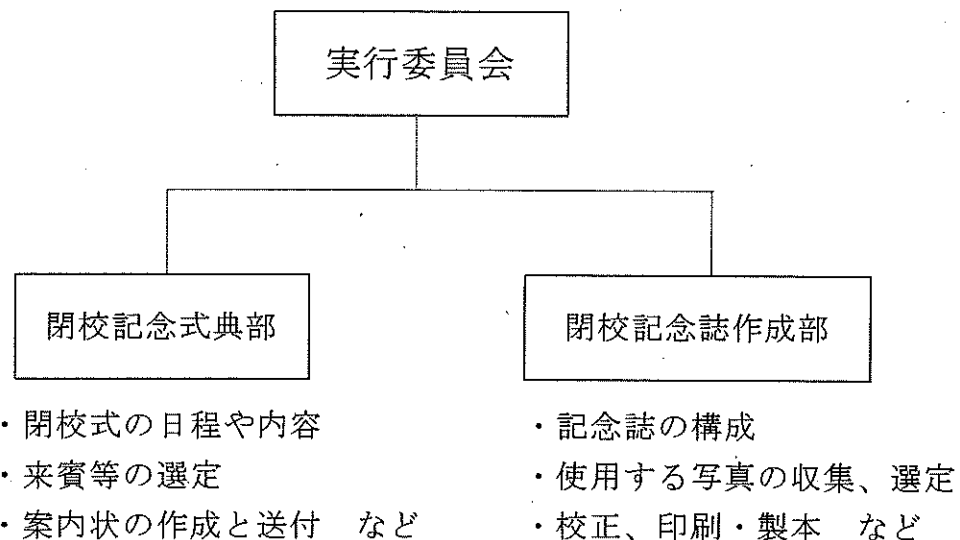 実行委員会
閉校記念式典部
・閉校式の日程や内容
・来賓等の選定
・案内状の作成と送付　など
閉校記念誌作成部
・記念誌の構成
・使用する写真の収集、選定
・校正、印刷・製本　など